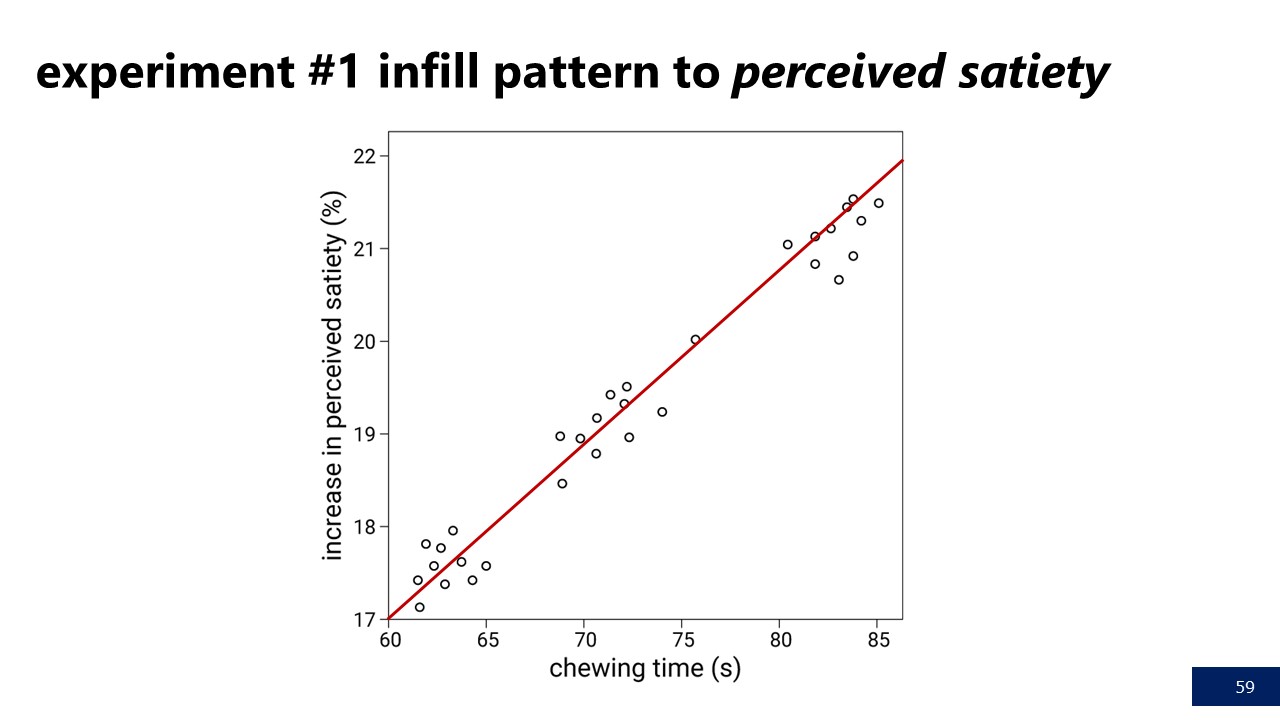 experiment #1 infill pattern to perceived satiety
increase in perceived satiety (%)
22
21
20
19
18
17
60 65 70 75 80 85
chewing time (s)
59